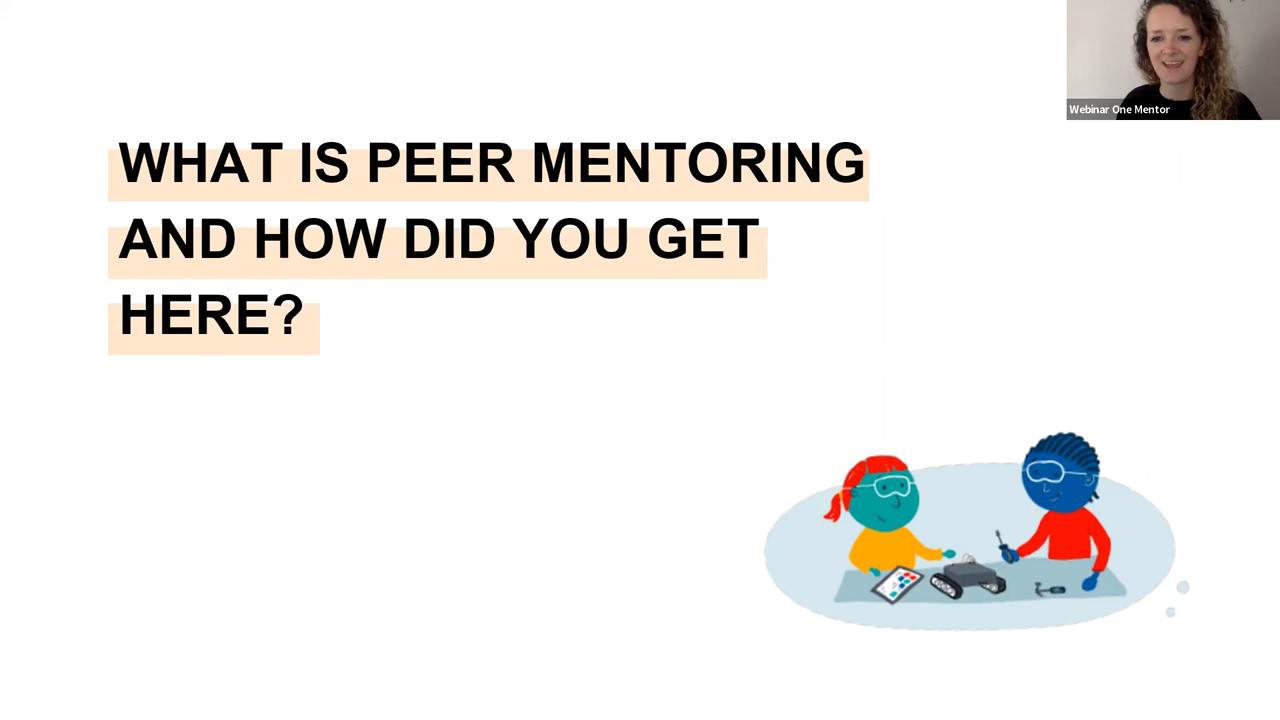 Webinar One Mentor
WHAT IS PEER MENTORING
AND HOW DID YOU GET
HERE?